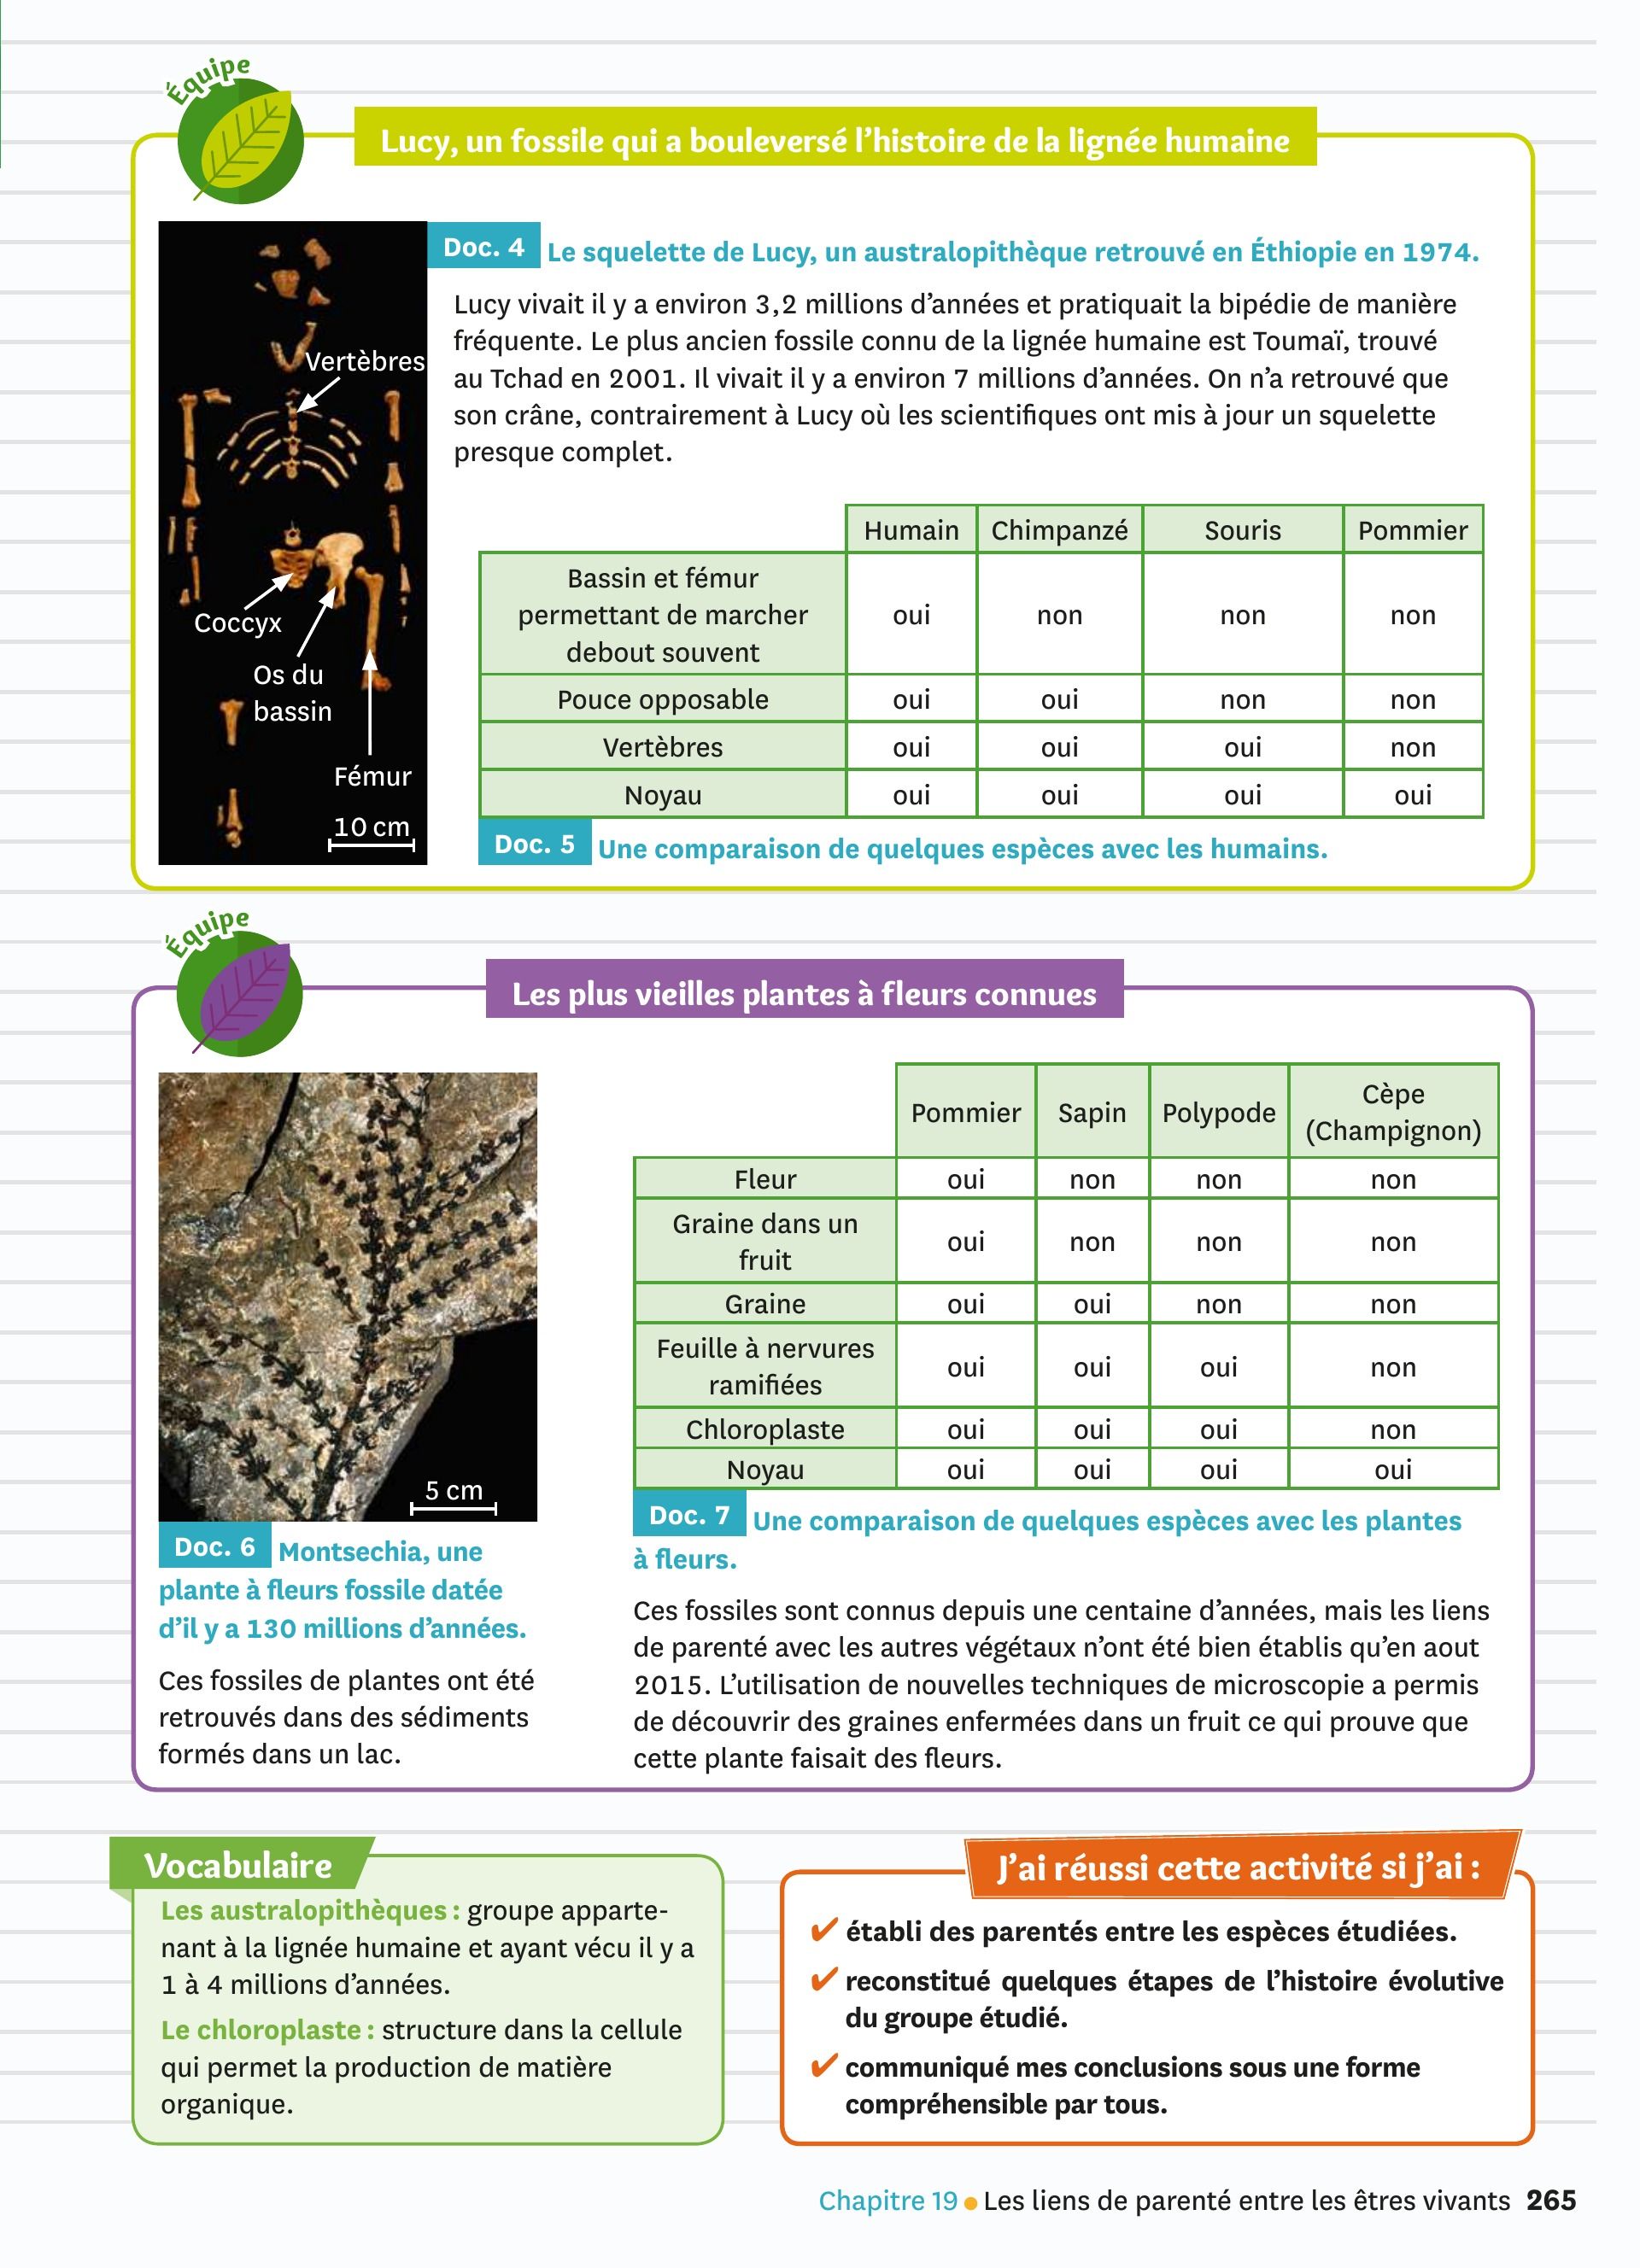 Équipe
Lucy, un fossile qui a bouleversé l’histoire de la lignée humaine
Doc. 4 Le squelette de Lucy, un australopithèque retrouvé en Éthiopie en 1974.
Lucy vivait il y a environ 3,2 millions d’années et pratiquait la bipédie de manière
fréquente. Le plus ancien fossile connu de la lignée humaine est Toumaï, trouvé
au Tchad en 2001. Il vivait il y a environ 7 millions d’années. On n’a retrouvé que
son crâne, contrairement à Lucy où les scientifiques ont mis à jour un squelette
presque complet.
Vertèbres
Coccyx
Os du
bassin
Fémur
10 cm
Humain Chimpanzé Souris Pommier
Bassin et fémur
permettant de marcher
debout souvent
oui non non non
Pouce opposable oui oui non non
Vertèbres oui oui oui non
Noyau oui oui oui oui
Doc. 5 Une comparaison de quelques espèces avec les humains.
Équipe
Les plus vieilles plantes à fleurs connues
5 cm
Doc. 6 Montsechia, une
plante à fleurs fossile datée
d’il y a 130 millions d’années.
Ces fossiles de plantes ont été
retrouvés dans des sédiments
formés dans un lac.
Pommier Sapin Polypode Cèpe
(Champignon)
Fleur oui non non non
Graine dans un
fruit
oui non non non
Graine oui oui non non
Feuille à nervures
ramifiées
oui oui oui non
Chloroplaste oui oui oui non
Noyau oui oui oui oui
Doc. 7 Une comparaison de quelques espèces avec les plantes
à fleurs.
Ces fossiles sont connus depuis une centaine d’années, mais les liens
de parenté avec les autres végétaux n’ont été bien établis qu’en aout
2015. L’utilisation de nouvelles techniques de microscopie a permis
de découvrir des graines enfermées dans un fruit ce qui prouve que
cette plante faisait des fleurs.
Vocabulaire
Les australopithèques : groupe apparte-
nant à la lignée humaine et ayant vécu il y a
1 à 4 millions d’années.
Le chloroplaste : structure dans la cellule
qui permet la production de matière
organique.
J’ai réussi cette activité si j’ai :
✔ établi des parentés entre les espèces étudiées.
✔ reconstitué quelques étapes de l’histoire évolutive
du groupe étudié.
✔ communiqué mes conclusions sous une forme
compréhensible par tous.
Chapitre 19 ● Les liens de parenté entre les êtres vivants 265